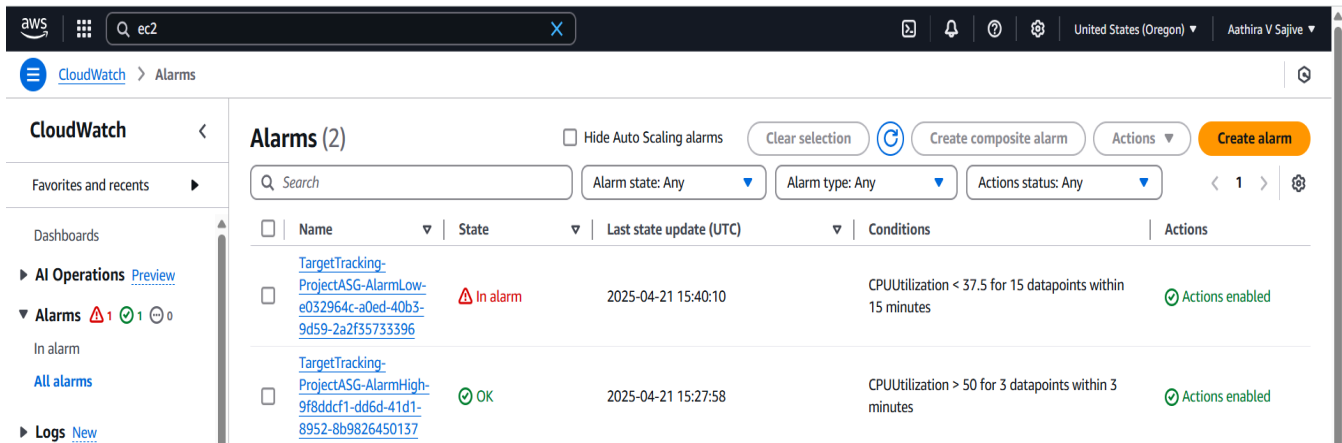 aws
ec2
United States (Oregon)
Aathira V Sajive
CloudWatch > Alarms
CloudWatch
Favorites and recents
Dashboards
AI Operations Preview
Alarms 1 1 0
In alarm
All alarms
Logs New
Alarms (2)
Hide Auto Scaling alarms
Clear selection
Create composite alarm
Actions
Create alarm
Search
Alarm state: Any
Alarm type: Any
Actions status: Any
1
Name
State
Last state update (UTC)
Conditions
Actions
TargetTracking-
ProjectASG-AlarmLow-
e032964c-a0ed-40b3-
9d59-2a2f35733396
In alarm
2025-04-21 15:40:10
CPUUtilization < 37.5 for 15 datapoints within
15 minutes
Actions enabled
TargetTracking-
ProjectASG-AlarmHigh-
9f8ddcf1-dd6d-41d1-
8952-8b9826450137
OK
2025-04-21 15:27:58
CPUUtilization > 50 for 3 datapoints within 3
minutes
Actions enabled